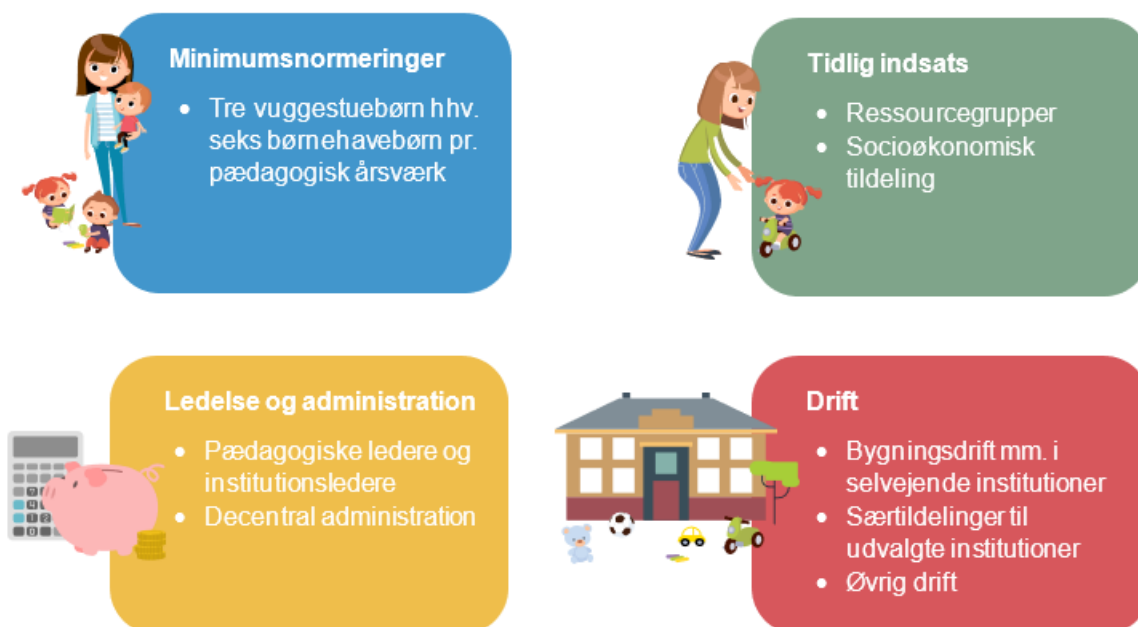 Minimumsnormeringer
• Tre vuggestuebørn hhv.
seks børnehavebørn pr.
pædagogisk årsværk
Tidlig indsats
• Ressourcegrupper
• Socioøkonomisk
tildeling
Ledelse og administration
• Pædagogiske ledere og
institutionsledere
• Decentral administration
Drift
• Bygningsdrift mm. i
selvejende institutioner
• Særtildelinger til
udvalgte institutioner
• Øvrig drift